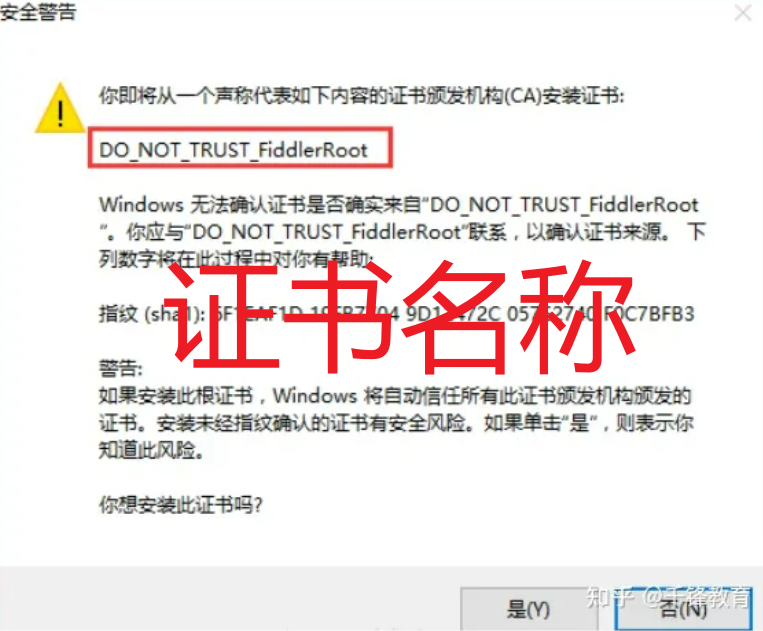 安全警告
你即将从一个声称代表如下内容的证书颁发机构(CA)安装证书:
DO_NOT_TRUST_FiddlerRoot
Windows 无法确认证书是否确实来自“DO_NOT_TRUST_FiddlerRoot
”。你应与“DO_NOT_TRUST_FiddlerRoot”联系，以确认证书来源。 下
列数字将在此过程中对你有帮助:
证书名称
指纹 (sha1): 9D1 0C7BFB3
警告:
如果安装此根证书，Windows 将自动信任所有此证书颁发机构颁发的
证书。安装未经指纹确认的证书有安全风险。如果单击“是”，则表示你
知道此风险。
你想安装此证书吗?
是(Y)
否(N)
知乎 @千锋教育